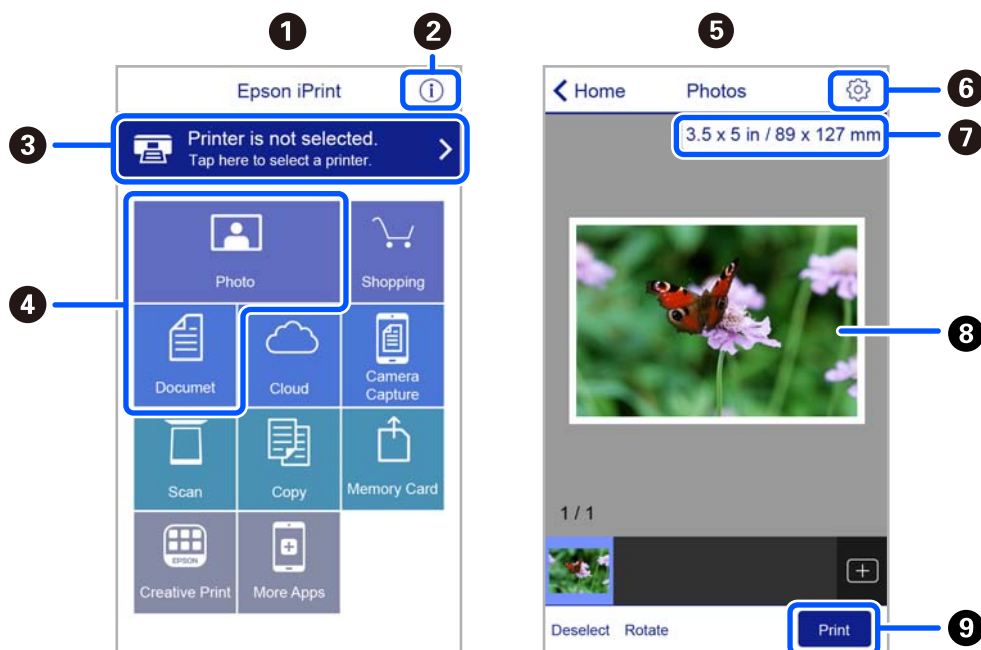 1
2
Epson iPrint
3
Printer is not selected.
Tap here to select a printer.
4
Photo
Shopping
Documet
Cloud
Camera
Capture
Scan
Copy
Memory Card
EPSON
Creative Print
More Apps
5
Home
Photos
6
3.5 x 5 in / 89 x 127 mm
7
8
1 / 1
Deselect
Rotate
Print
9